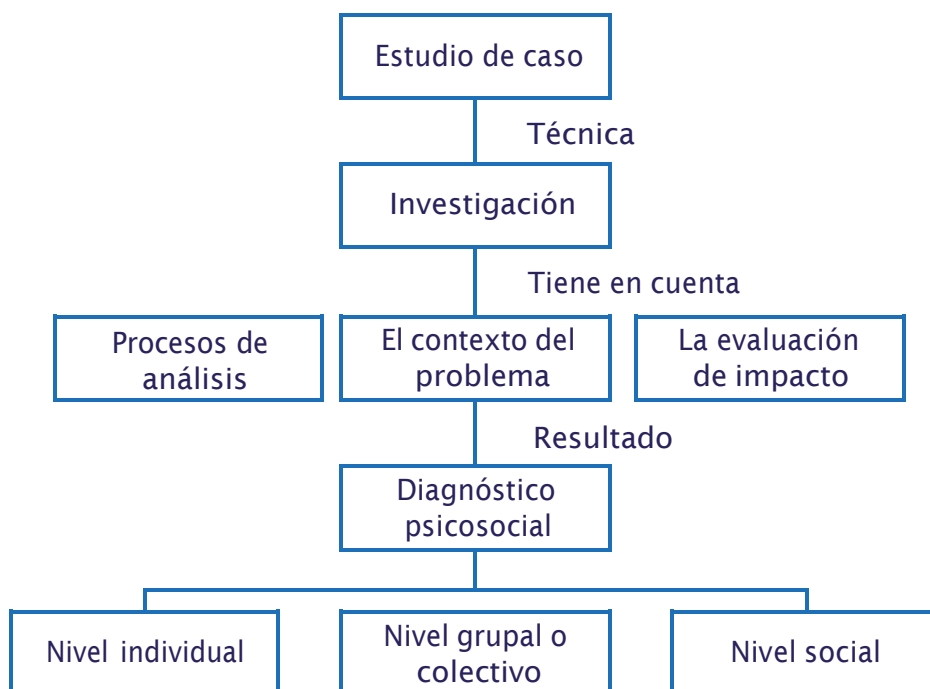 Estudio de caso
Técnica
Investigación
Tiene en cuenta
Procesos de
análisis
El contexto del
problema
La evaluación
de impacto
Resultado
Diagnóstico
psicosocial
Nivel individual
Nivel grupal o
colectivo
Nivel social